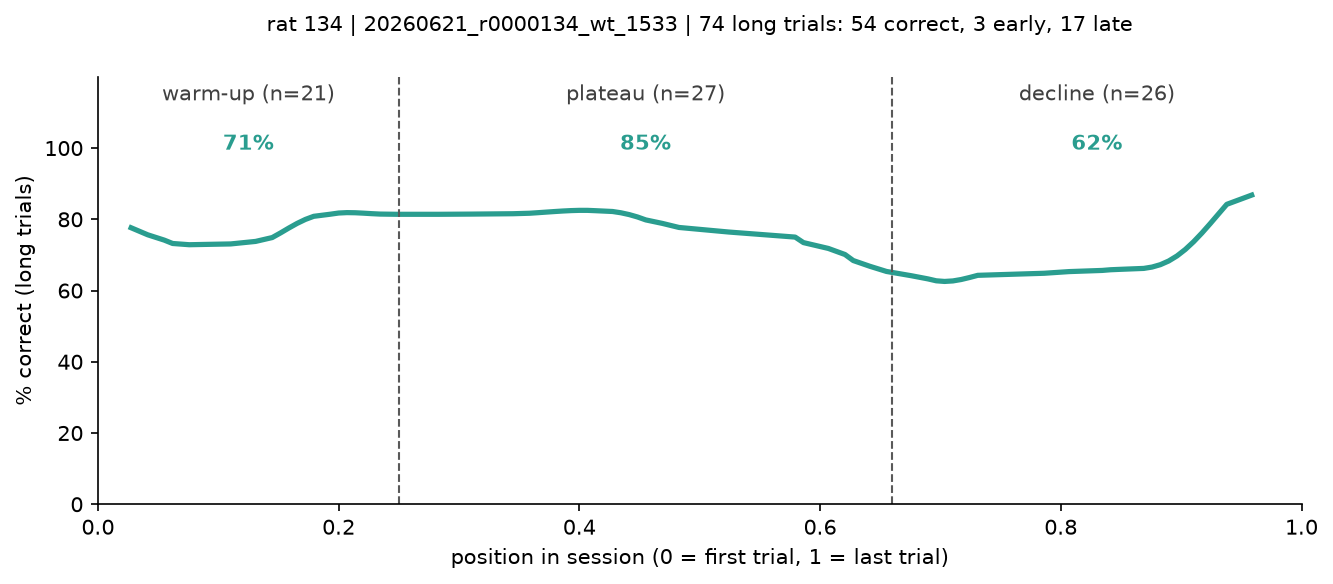 rat 134 | 20260621_r0000134_wt_1533 | 74 long trials: 54 correct, 3 early, 17 late
warm-up (n=21)
plateau (n=27)
decline (n=26)
71%
85%
62%
% correct (long trials)
100
80
60
40
20
0
0.0
0.2
0.4
0.6
0.8
1.0
position in session (0 = first trial, 1 = last trial)